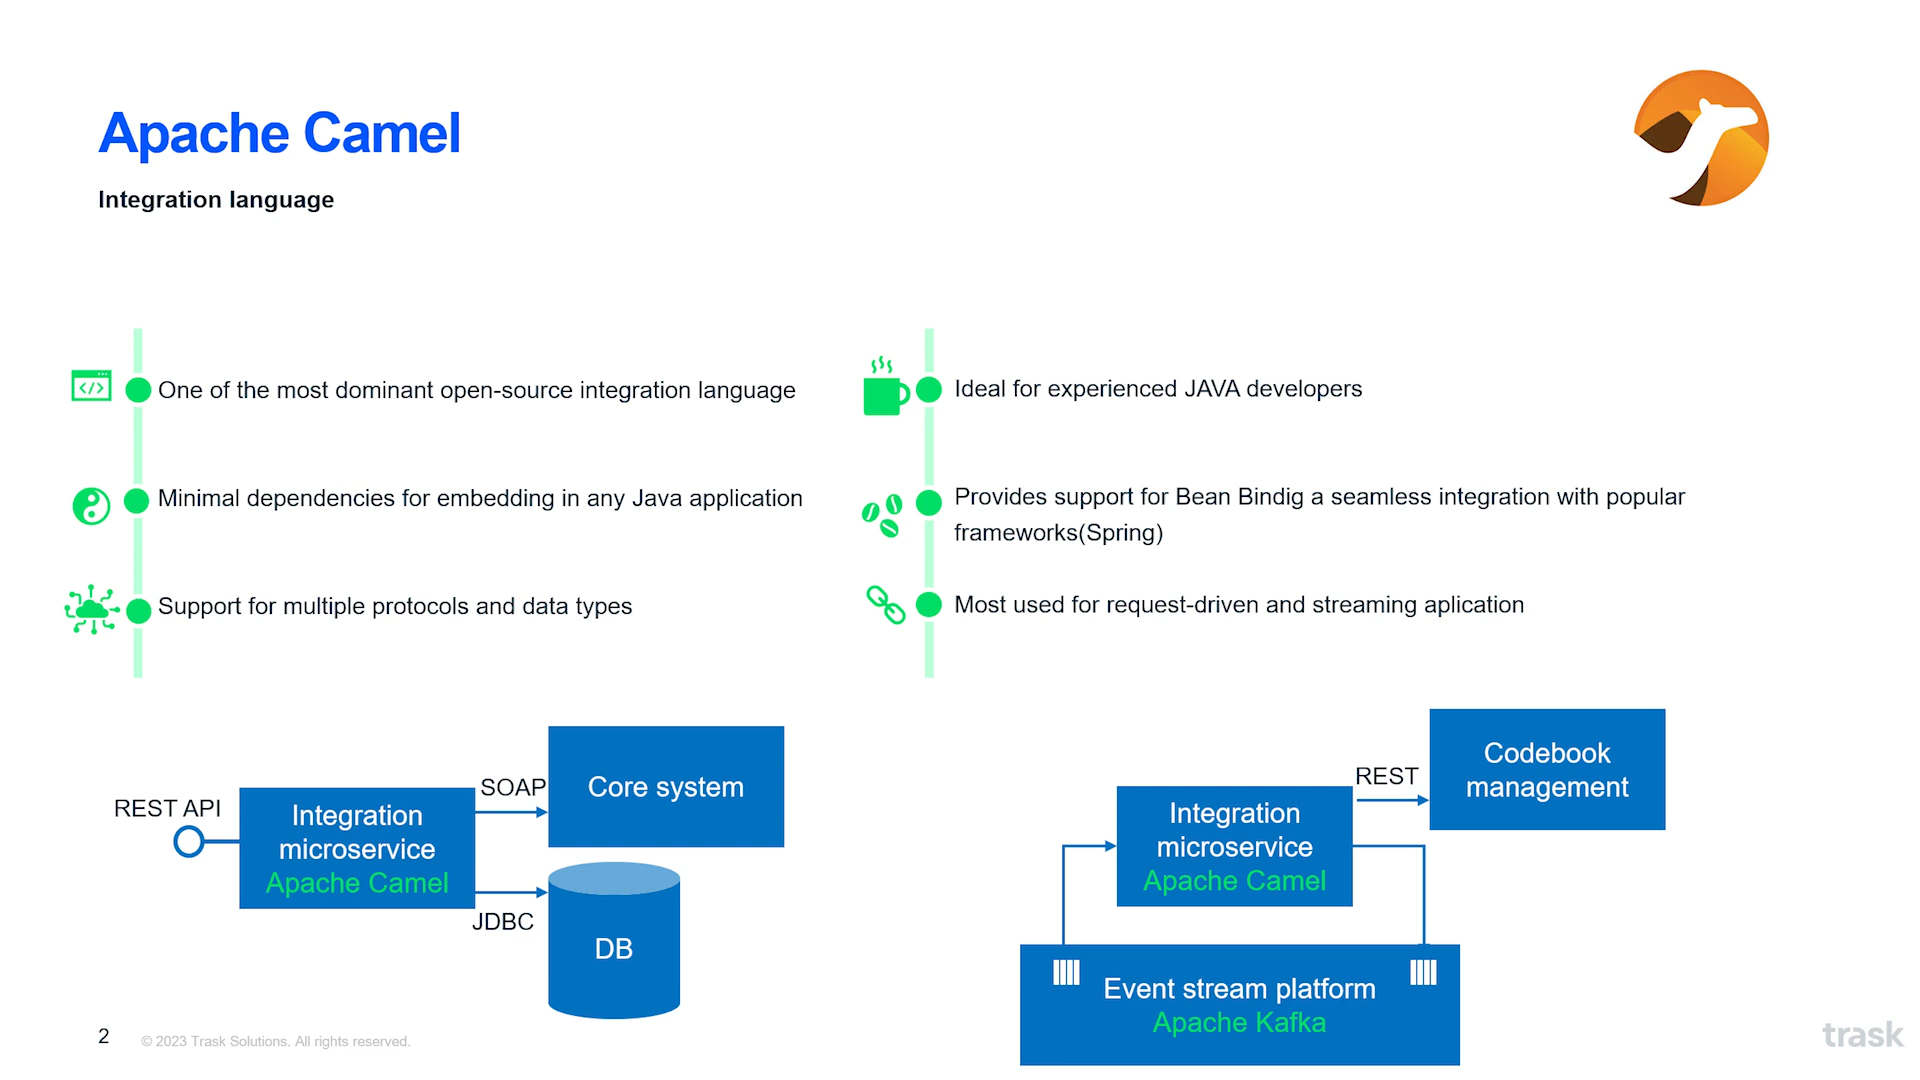 Apache Camel
Integration language
One of the most dominant open-source integration language
Minimal dependencies for embedding in any Java application
Support for multiple protocols and data types
Ideal for experienced JAVA developers
Provides support for Bean Bindig a seamless integration with popular
frameworks(Spring)
Most used for request-driven and streaming aplication
REST API
Integration
microservice
Apache Camel
SOAP
Core system
JDBC
DB
Integration
microservice
Apache Camel
REST
Codebook
management
Event stream platform
Apache Kafka
2
© 2023 Trask Solutions. All rights reserved.
trask